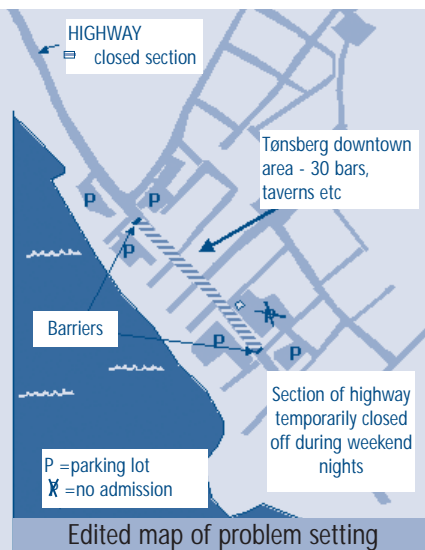 HIGHWAY
closed section
Tønsberg downtown
area - 30 bars,
taverns etc
P
P
P
Barriers
P
P
P
Section of highway
temporarily closed
off during weekend
nights
P =parking lot
=no admission
Edited map of problem setting